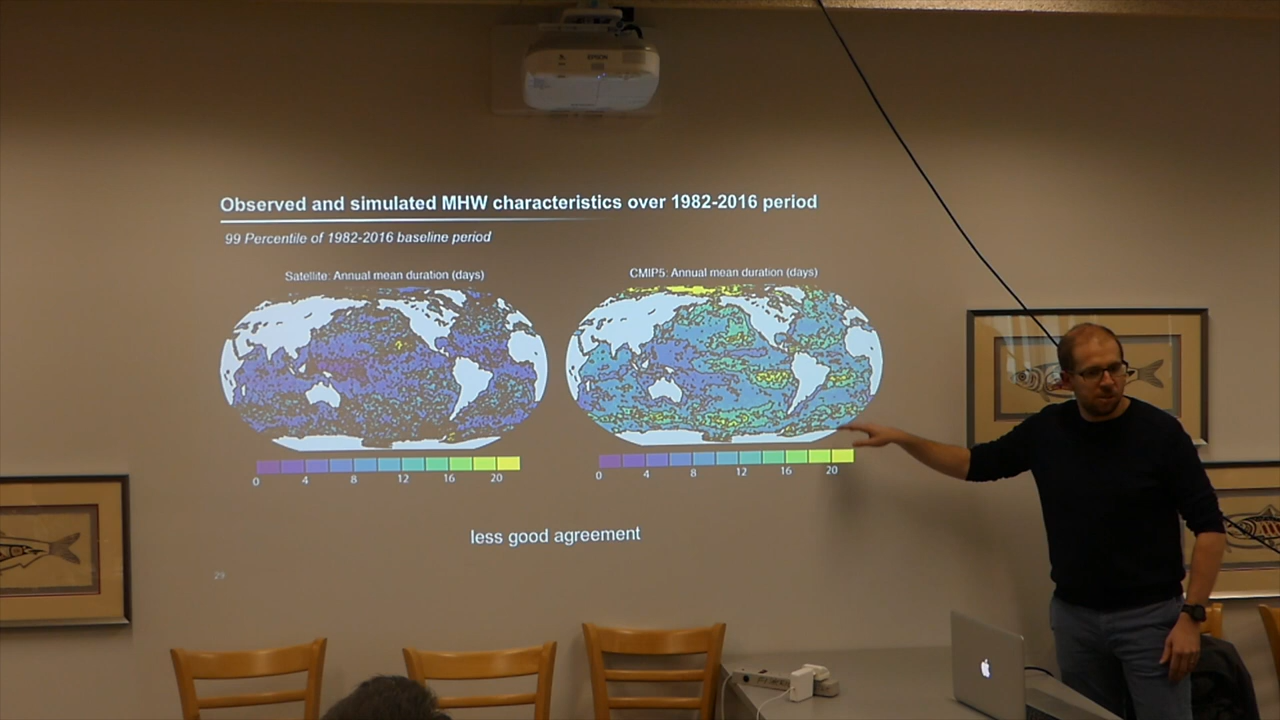 EPSON
Observed and simulated MHW characteristics over 1982-2016 period
99 Percentile of 1982-2016 baseline period
Satellite: Annual mean duration (days)
CMIP5: Annual mean duration (days)
0 4 8 12 16 20
0 4 8 12 16 20
less good agreement
29